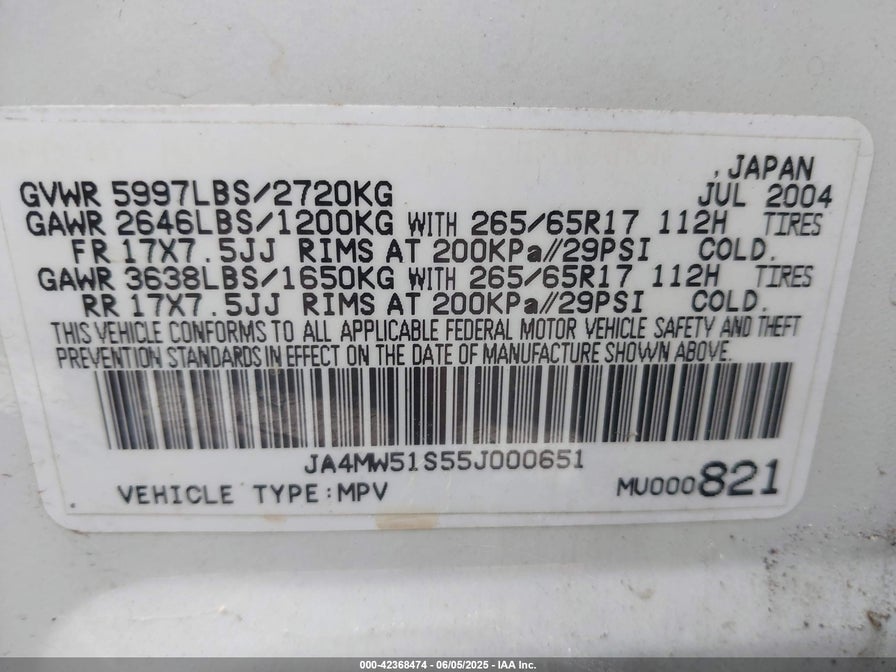 , JAPAN
GVWR 5997LBS/2720KG JUL 2004
GAWR 2646LBS/1200KG WITH 265/65R17 112H TIRES
FR 17X7.5JJ RIMS AT 200KPa//29PSI COLD.
GAWR 3638LBS/1650KG WITH 265/65R17 112H TIRES
RR 17X7.5JJ RIMS AT 200KPa//29PSI COLD.
THIS VEHICLE CONFORMS TO ALL APPLICABLE FEDERAL MOTOR VEHICLE SAFETY AND THEFT
PREVENTION STANDARDS IN EFFECT ON THE DATE OF MANUFACTURE SHOWN ABOVE.
JA4MW51S55J000651
VEHICLE TYPE:MPV MU000821
000-42368474 / 06/05/2025 - IAA Inc.